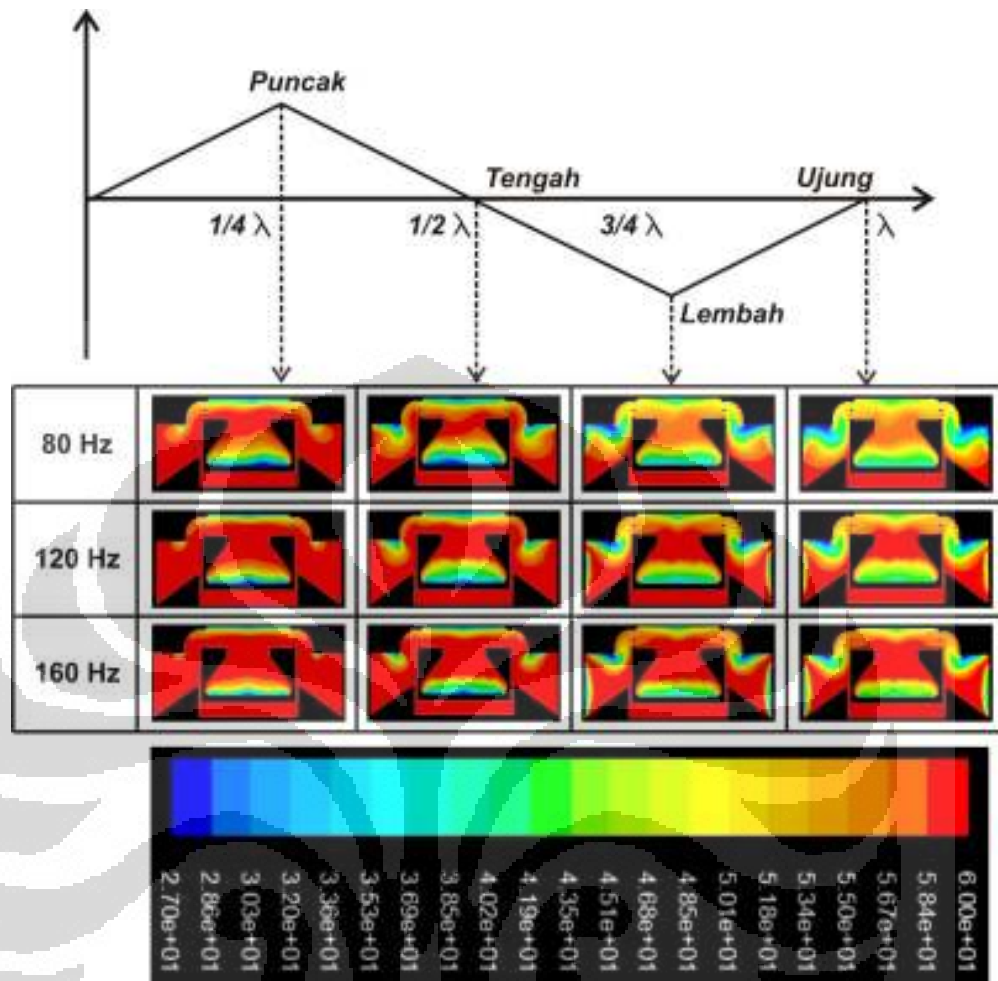 Puncak
Tengah
Ujung
1/4 λ
1/2 λ
3/4 λ
λ
Lembah
80 Hz
120 Hz
160 Hz
2.70e+01
2.86e+01
3.03e+01
3.20e+01
3.36e+01
3.53e+01
3.69e+01
3.85e+01
4.02e+01
4.19e+01
4.35e+01
4.51e+01
4.68e+01
4.85e+01
5.01e+01
5.18e+01
5.34e+01
5.50e+01
5.67e+01
5.84e+01
6.00e+01